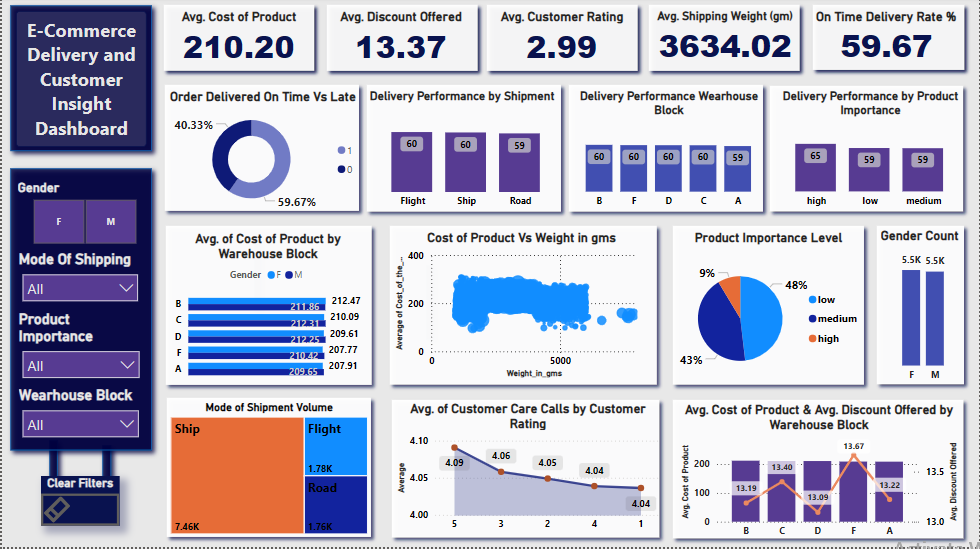 E-Commerce
Delivery and
Customer
Insight
Dashboard
Avg. Cost of Product
210.20
Avg. Discount Offered
13.37
Avg. Customer Rating
2.99
Avg. Shipping Weight (gm)
3634.02
On Time Delivery Rate %
59.67
Gender
F
M
Mode Of Shipping
All
Product
Importance
All
Wearhouse Block
All
Clear Filters
Order Delivered On Time Vs Late
40.33%
59.67%
1
0
Delivery Performance by Shipment
60
60
59
Flight
Ship
Road
Delivery Performance Wearhouse
Block
60
60
60
60
59
B
F
D
C
A
Delivery Performance by Product
Importance
65
59
59
high
low
medium
Avg. of Cost of Product by
Warehouse Block
Gender F M
B
212.47
211.86
C
210.09
212.31
D
209.61
212.25
F
207.77
210.42
A
207.91
209.65
Cost of Product Vs Weight in gms
Average of Cost_of_the_...
400
200
0
0
5000
Weight_in_gms
Product Importance Level
9%
48%
43%
low
medium
high
Gender Count
5.5K
5.5K
F
M
Mode of Shipment Volume
Ship
7.46K
Flight
1.78K
Road
1.76K
Avg. of Customer Care Calls by Customer
Rating
Average
4.10
4.05
4.00
4.09
4.06
4.05
4.04
4.04
5
3
2
4
1
Avg. Cost of Product & Avg. Discount Offered by
Warehouse Block
Avg. Cost of Product
200
100
0
13.19
13.40
13.09
13.67
13.22
B
C
D
F
A
13.5
13.0
Avg. Discount Offered